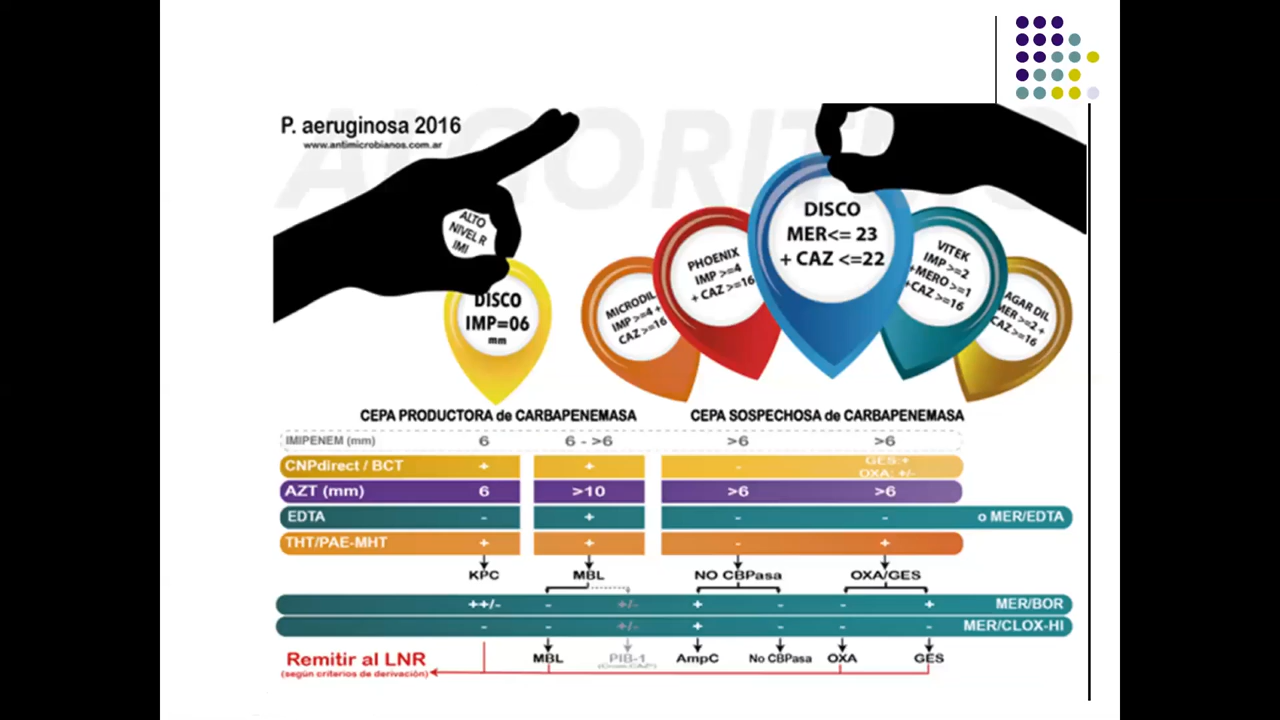 ALGORITMO
P. aeruginosa 2016
www.antimicrobianos.com.ar
ALTO
NIVEL R
IMI
DISCO
IMP=06
mm
MICRODIL
IMP >=4 +
CAZ >=16
PHOENIX
IMP >=4
+ CAZ >=16
DISCO
MER<= 23
+ CAZ <=22
VITEK
IMP >=2
+MERO >=1
+CAZ >=16
AGAR DIL
MER >=2 +
CAZ >=16
CEPA PRODUCTORA de CARBAPENEMASA
CEPA SOSPECHOSA de CARBAPENEMASA
IMIPENEM (mm) 6 6 - >6 >6 >6
CNPdirect / BCT + + - GES:+
OXA: +/-
AZT (mm) 6 >10 >6 >6
EDTA - + - - o MER/EDTA
THT/PAE-MHT + + - +
KPC MBL NO CBPasa OXA/GES
++/- - +/- + - - + MER/BOR
- - +/- + - - - MER/CLOX-HI
Remitir al LNR
(según criterios de derivación)
MBL PIB-1 AmpC No CBPasa OXA GES